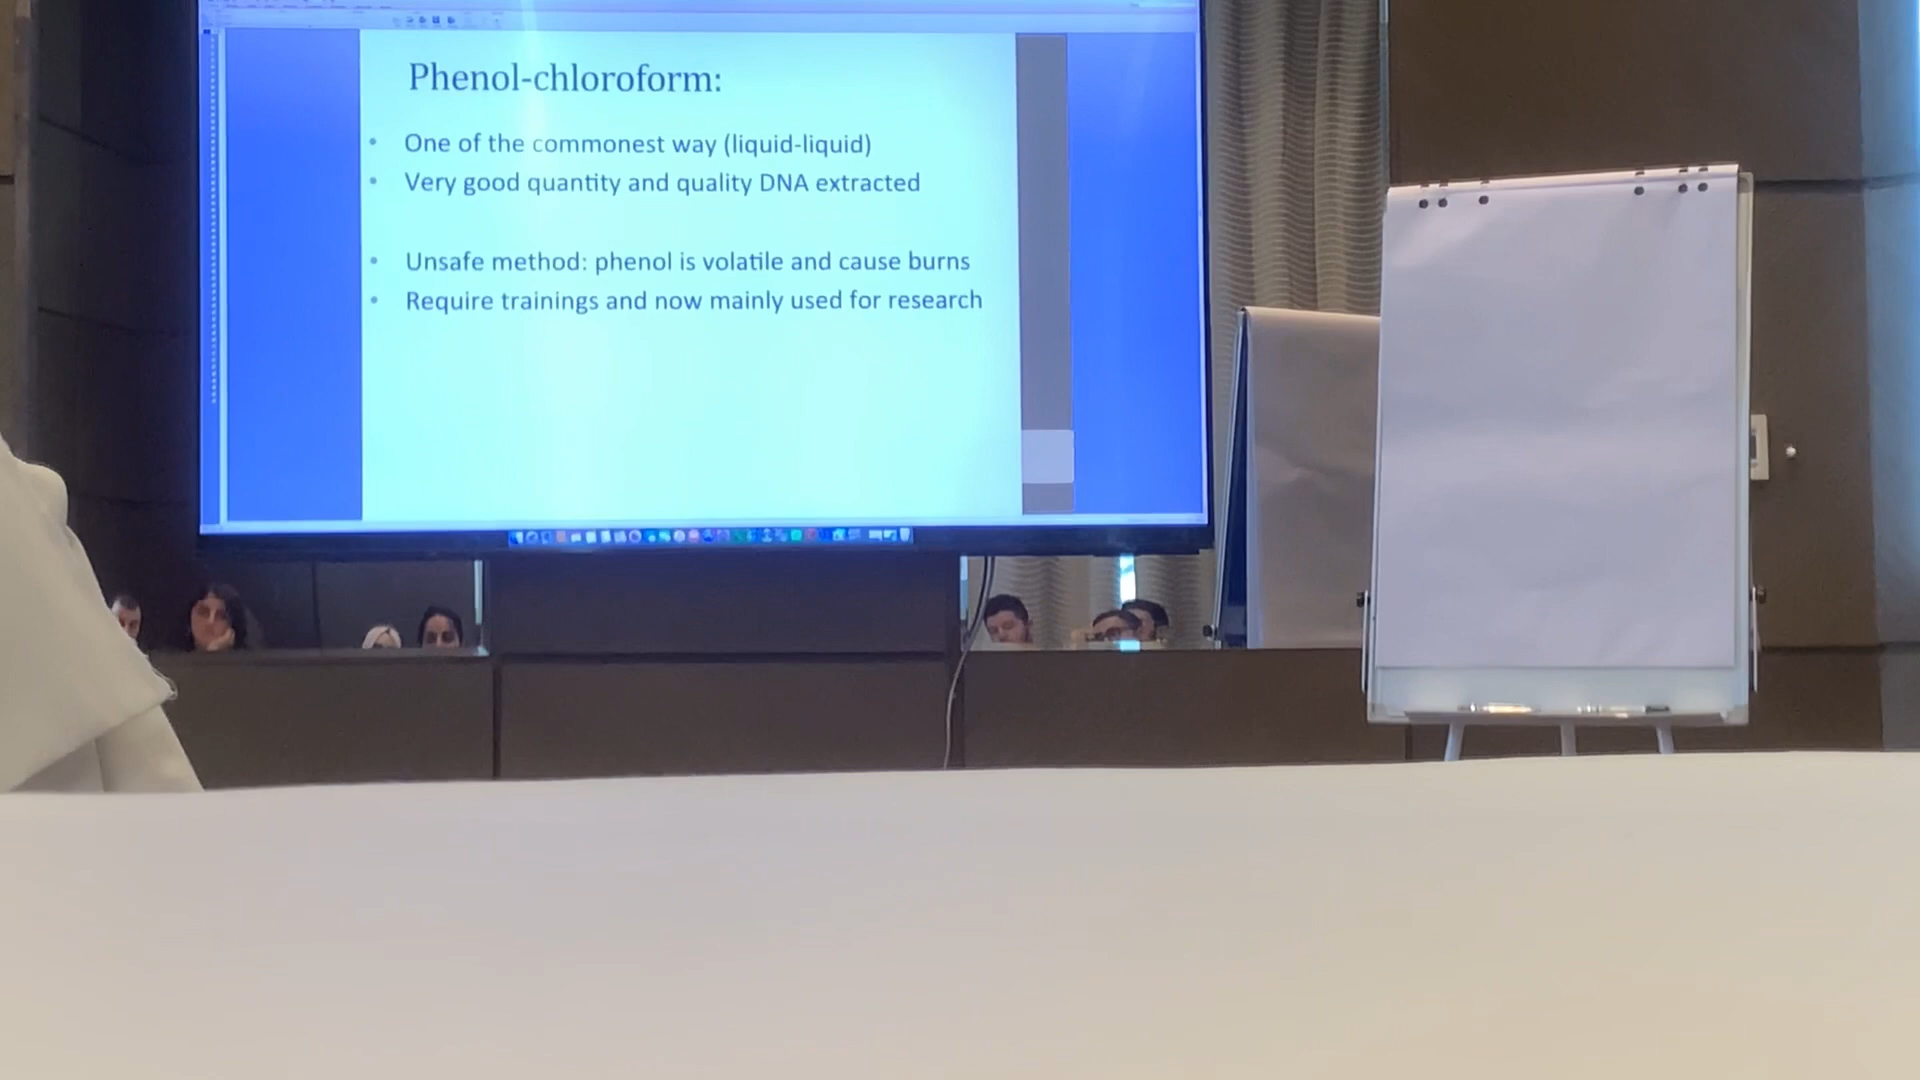 Phenol-chloroform:
• One of the commonest way (liquid-liquid)
• Very good quantity and quality DNA extracted
• Unsafe method: phenol is volatile and cause burns
• Require trainings and now mainly used for research